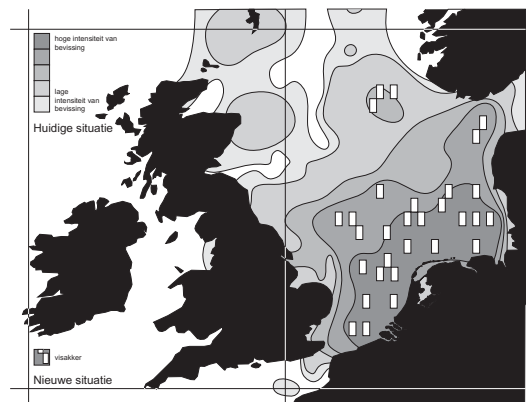 hoge intensiteit van
bevissing
lage
intensiteit van
bevissing
Huidige situatie
visakker
Nieuwe situatie